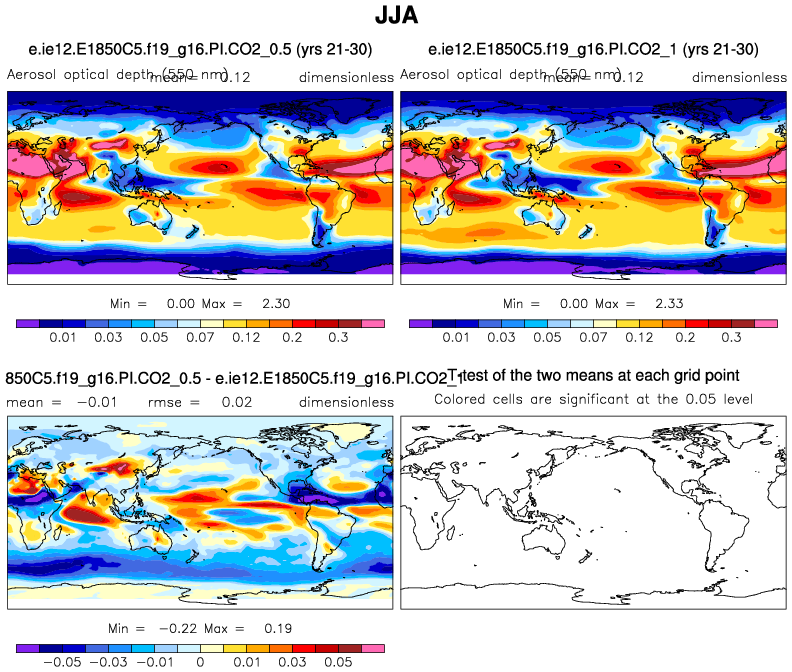 JJA
e.ie12.E1850C5.f19_g16.PI.CO2_0.5 (yrs 21-30)
e.ie12.E1850C5.f19_g16.PI.CO2_1 (yrs 21-30)
Aerosol optical depth (550 nm) mean= 0.12 dimensionless
Aerosol optical depth (550 nm) mean= 0.12 dimensionless
Min = 0.00 Max = 2.30
Min = 0.00 Max = 2.33
0.01 0.03 0.05 0.07 0.12 0.2 0.3
0.01 0.03 0.05 0.07 0.12 0.2 0.3
850C5.f19_g16.PI.CO2_0.5 - e.ie12.E1850C5.f19_g16.PI.CO2_1
T-test of the two means at each grid point
mean = -0.01 rmse = 0.02 dimensionless
Colored cells are significant at the 0.05 level
Min = -0.22 Max = 0.19
-0.05 -0.03 -0.01 0 0.01 0.03 0.05